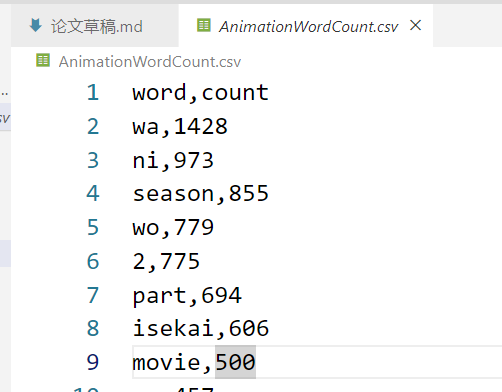 论文草稿.md
AnimationWordCount.csv
..
sv
AnimationWordCount.csv
1 word,count
2 wa,1428
3 ni,973
4 season,855
5 wo,779
6 2,775
7 part,694
8 isekai,606
9 movie,500